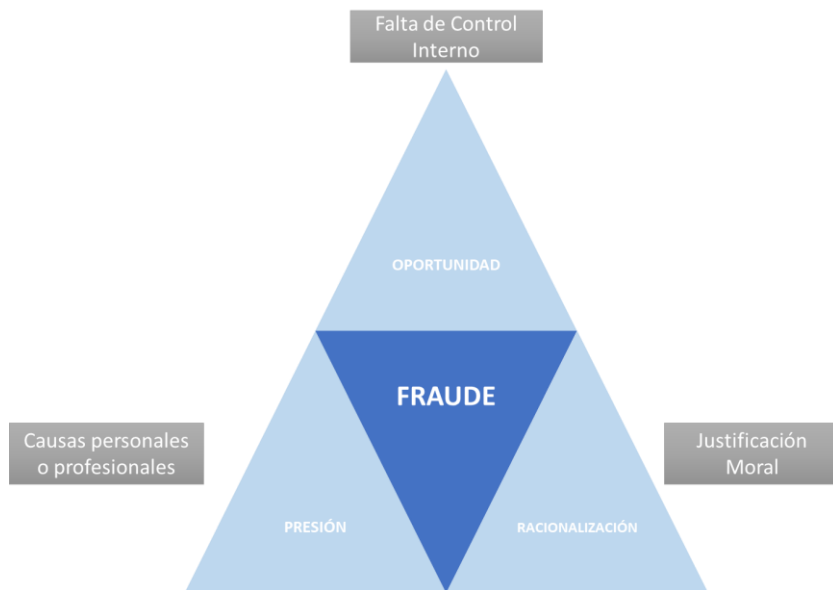 Falta de Control
Interno
OPORTUNIDAD
FRAUDE
Causas personales
o profesionales
Justificación
Moral
PRESIÓN
RACIONALIZACIÓN